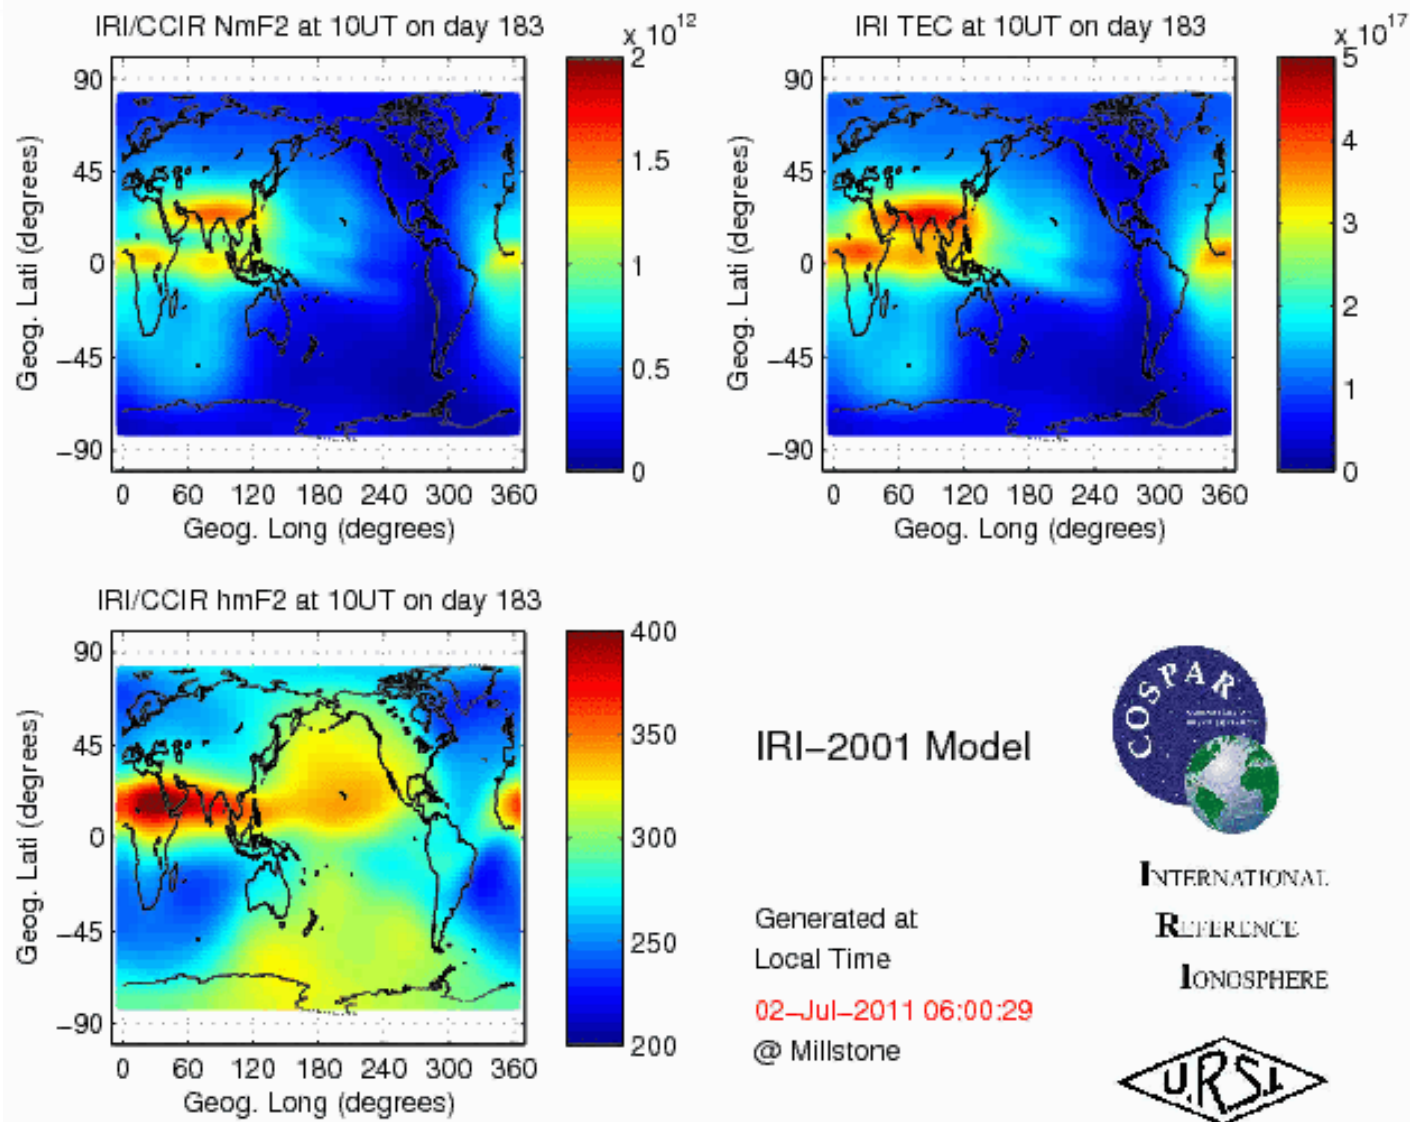 IRI/CCIR NmF2 at 10UT on day 183
x 10^12
90
45
0
−45
−90
Geog. Lati (degrees)
0 60 120 180 240 300 360
Geog. Long (degrees)
2
1.5
1
0.5
0
IRI TEC at 10UT on day 183
x 10^17
90
45
0
−45
−90
Geog. Lati (degrees)
0 60 120 180 240 300 360
Geog. Long (degrees)
5
4
3
2
1
0
IRI/CCIR hmF2 at 10UT on day 183
90
45
0
−45
−90
Geog. Lati (degrees)
0 60 120 180 240 300 360
Geog. Long (degrees)
400
350
300
250
200
IRI−2001 Model
Generated at
Local Time
02−Jul−2011 06:00:29
@ Millstone
COSPAR
INTERNATIONAL
REFERENCE
IONOSPHERE
U.R.S.I.